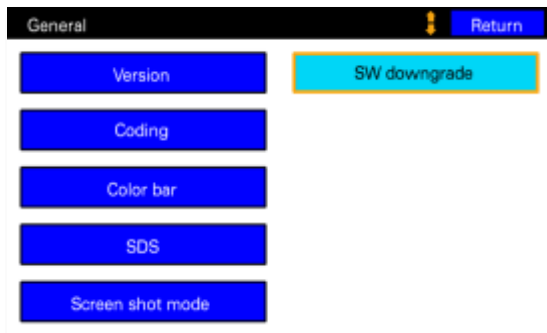 General
Return
Version
SW downgrade
Coding
Color bar
SDS
Screen shot mode